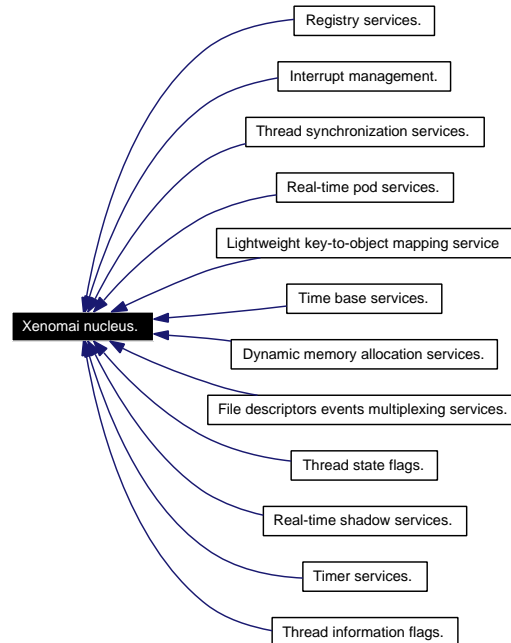 Registry services.
Interrupt management.
Thread synchronization services.
Real-time pod services.
Lightweight key-to-object mapping service
Time base services.
Xenomai nucleus.
Dynamic memory allocation services.
File descriptors events multiplexing services.
Thread state flags.
Real-time shadow services.
Timer services.
Thread information flags.